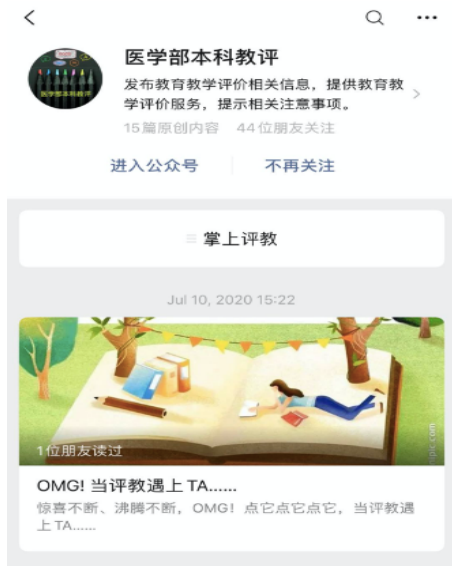 医学部本科教评
发布教育教学评价相关信息，提供教育教
学评价服务，提示相关注意事项。
15篇原创内容 44位朋友关注
进入公众号 不再关注
掌上评教
Jul 10, 2020 15:22
1位朋友读过
OMG! 当评教遇上 TA......
惊喜不断、沸腾不断，OMG！点它点它点它，当评教遇
上 TA......